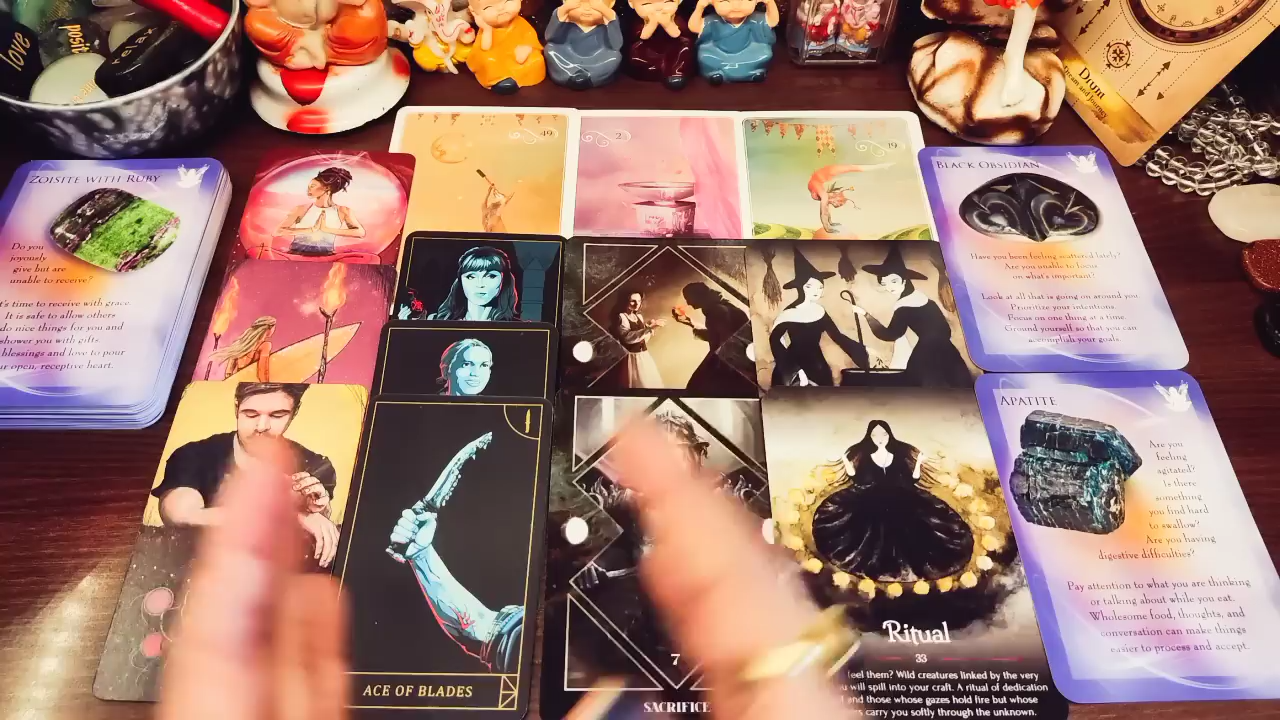 love
posit
relax
Drum
Dream and Journey
49
2
19
ZOISITE WITH RUBY
Do you
joyously
give but are
unable to receive?
t's time to receive with grace.
It is safe to allow others
do nice things for you and
shower you with gifts.
blessings and love to pour
ur open, receptive heart.
BLACK OBSIDIAN
Have you been feeling scattered lately?
Are you unable to focus
on what's important?
Look at all that is going on around you
Prioritize your intentions.
Focus on one thing at a time.
Ground yourself so that you can
accomplish your goals.
APATITE
Are you
feeling
agitated?
Is there
something
you find hard
to swallow?
Are you having
digestive difficulties?
Pay attention to what you are thinking
or talking about while you eat.
Wholesome food, thoughts, and
conversation can make things
easier to process and accept.
ACE OF BLADES
7
SACRIFICE
Ritual
33
feel them? Wild creatures linked by the very
u will spill into your craft. A ritual of dedication
and those whose gazes hold fire but whose
s carry you softly through the unknown.